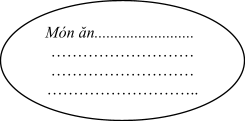 Món ăn..........................
………………………
………………………
………………………..